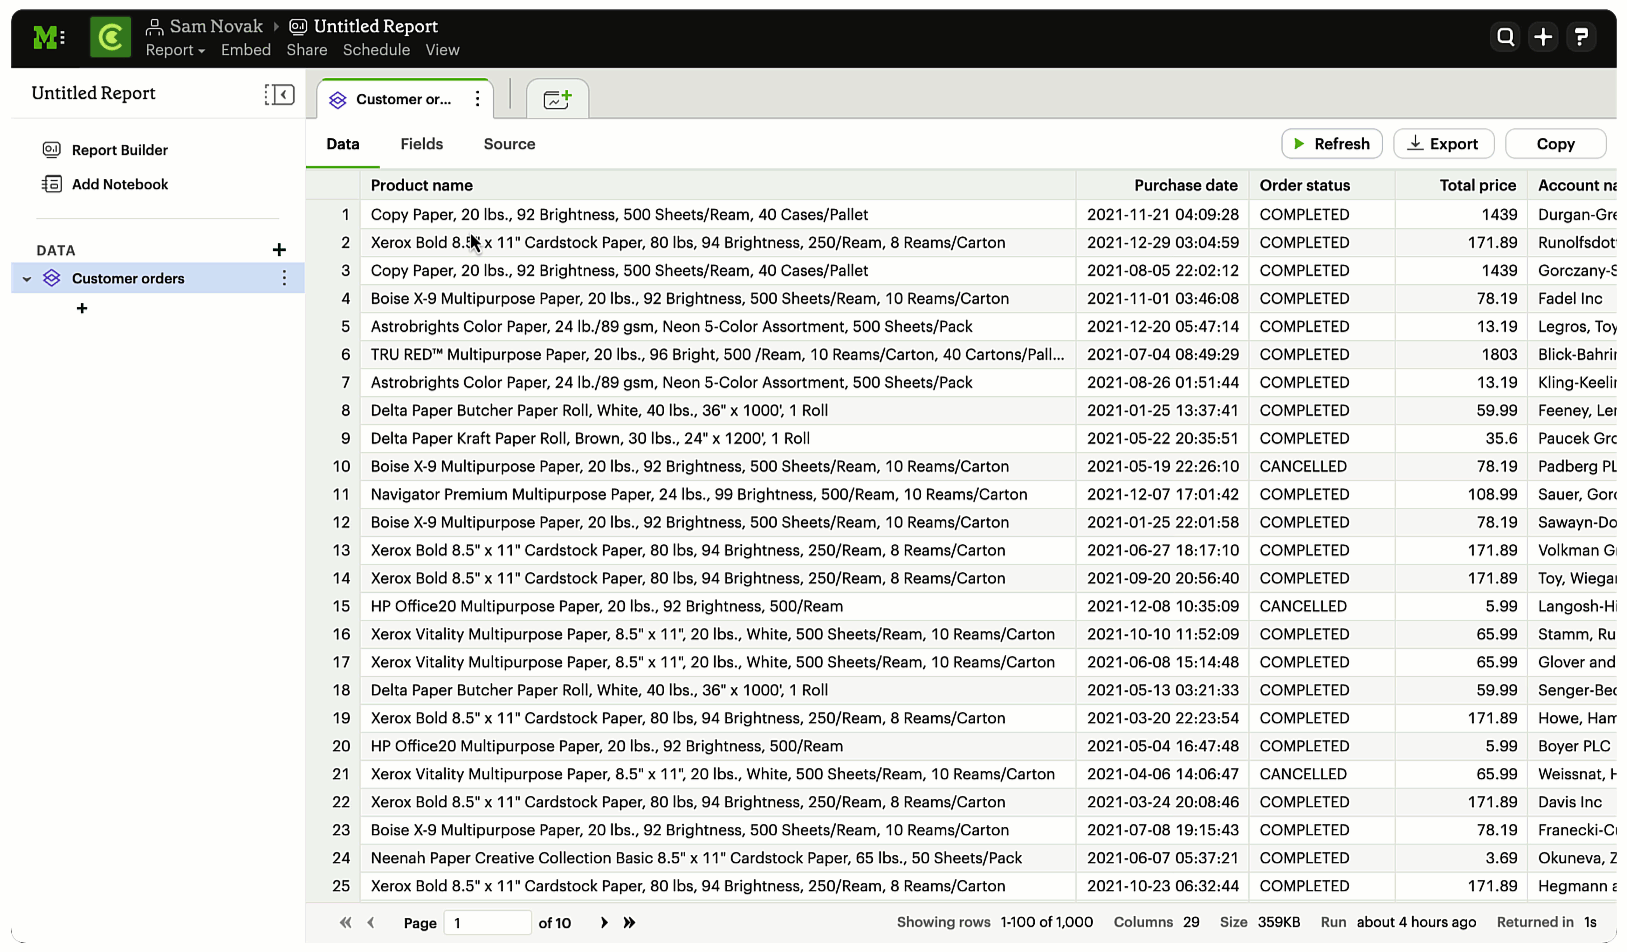 M
Sam Novak
Untitled Report
Report Embed Share Schedule View
?
Untitled Report
Report Builder
Add Notebook
DATA
Customer orders
Customer or...
Data Fields Source
Refresh Export Copy
Product name Purchase date Order status Total price Account na
1 Copy Paper, 20 lbs., 92 Brightness, 500 Sheets/Ream, 40 Cases/Pallet 2021-11-21 04:09:28 COMPLETED 1439 Durgan-Gre
2 Xerox Bold 8.5" x 11" Cardstock Paper, 80 lbs, 94 Brightness, 250/Ream, 8 Reams/Carton 2021-12-29 03:04:59 COMPLETED 171.89 Runolfsdot
3 Copy Paper, 20 lbs., 92 Brightness, 500 Sheets/Ream, 40 Cases/Pallet 2021-08-05 22:02:12 COMPLETED 1439 Gorczany-S
4 Boise X-9 Multipurpose Paper, 20 lbs., 92 Brightness, 500 Sheets/Ream, 10 Reams/Carton 2021-11-01 03:46:08 COMPLETED 78.19 Fadel Inc
5 Astrobrights Color Paper, 24 lb./89 gsm, Neon 5-Color Assortment, 500 Sheets/Pack 2021-12-20 05:47:14 COMPLETED 13.19 Legros, Toy
6 TRU RED™ Multipurpose Paper, 20 lbs., 96 Bright, 500 /Ream, 10 Reams/Carton, 40 Cartons/Pall... 2021-07-04 08:49:29 COMPLETED 1803 Blick-Bahrin
7 Astrobrights Color Paper, 24 lb./89 gsm, Neon 5-Color Assortment, 500 Sheets/Pack 2021-08-26 01:51:44 COMPLETED 13.19 Kling-Keelin
8 Delta Paper Butcher Paper Roll, White, 40 lbs., 36" x 1000', 1 Roll 2021-01-25 13:37:41 COMPLETED 59.99 Feeney, Ler
9 Delta Paper Kraft Paper Roll, Brown, 30 lbs., 24" x 1200', 1 Roll 2021-05-22 20:35:51 COMPLETED 35.6 Paucek Gro
10 Boise X-9 Multipurpose Paper, 20 lbs., 92 Brightness, 500 Sheets/Ream, 10 Reams/Carton 2021-05-19 22:26:10 CANCELLED 78.19 Padberg PL
11 Navigator Premium Multipurpose Paper, 24 lbs., 99 Brightness, 500/Ream, 10 Reams/Carton 2021-12-07 17:01:42 COMPLETED 108.99 Sauer, Gorc
12 Boise X-9 Multipurpose Paper, 20 lbs., 92 Brightness, 500 Sheets/Ream, 10 Reams/Carton 2021-01-25 22:01:58 COMPLETED 78.19 Sawayn-Do
13 Xerox Bold 8.5" x 11" Cardstock Paper, 80 lbs, 94 Brightness, 250/Ream, 8 Reams/Carton 2021-06-27 18:17:10 COMPLETED 171.89 Volkman G
14 Xerox Bold 8.5" x 11" Cardstock Paper, 80 lbs, 94 Brightness, 250/Ream, 8 Reams/Carton 2021-09-20 20:56:40 COMPLETED 171.89 Toy, Wiegar
15 HP Office20 Multipurpose Paper, 20 lbs., 92 Brightness, 500/Ream 2021-12-08 10:35:09 CANCELLED 5.99 Langosh-Hi
16 Xerox Vitality Multipurpose Paper, 8.5" x 11", 20 lbs., White, 500 Sheets/Ream, 10 Reams/Carton 2021-10-10 11:52:09 COMPLETED 65.99 Stamm, Ru
17 Xerox Vitality Multipurpose Paper, 8.5" x 11", 20 lbs., White, 500 Sheets/Ream, 10 Reams/Carton 2021-06-08 15:14:48 COMPLETED 65.99 Glover and
18 Delta Paper Butcher Paper Roll, White, 40 lbs., 36" x 1000', 1 Roll 2021-05-13 03:21:33 COMPLETED 59.99 Senger-Bec
19 Xerox Bold 8.5" x 11" Cardstock Paper, 80 lbs, 94 Brightness, 250/Ream, 8 Reams/Carton 2021-03-20 22:23:54 COMPLETED 171.89 Howe, Ham
20 HP Office20 Multipurpose Paper, 20 lbs., 92 Brightness, 500/Ream 2021-05-04 16:47:48 COMPLETED 5.99 Boyer PLC
21 Xerox Vitality Multipurpose Paper, 8.5" x 11", 20 lbs., White, 500 Sheets/Ream, 10 Reams/Carton 2021-04-06 14:06:47 CANCELLED 65.99 Weissnat, H
22 Xerox Bold 8.5" x 11" Cardstock Paper, 80 lbs, 94 Brightness, 250/Ream, 8 Reams/Carton 2021-03-24 20:08:46 COMPLETED 171.89 Davis Inc
23 Boise X-9 Multipurpose Paper, 20 lbs., 92 Brightness, 500 Sheets/Ream, 10 Reams/Carton 2021-07-08 19:15:43 COMPLETED 78.19 Franecki-Cu
24 Neenah Paper Creative Collection Basic 8.5" x 11" Cardstock Paper, 65 lbs., 50 Sheets/Pack 2021-06-07 05:37:21 COMPLETED 3.69 Okuneva, Z
25 Xerox Bold 8.5" x 11" Cardstock Paper, 80 lbs, 94 Brightness, 250/Ream, 8 Reams/Carton 2021-10-23 06:32:44 COMPLETED 171.89 Hegmann a
Page 1 of 10 Showing rows 1-100 of 1,000 Columns 29 Size 359KB Run about 4 hours ago Returned in 1s